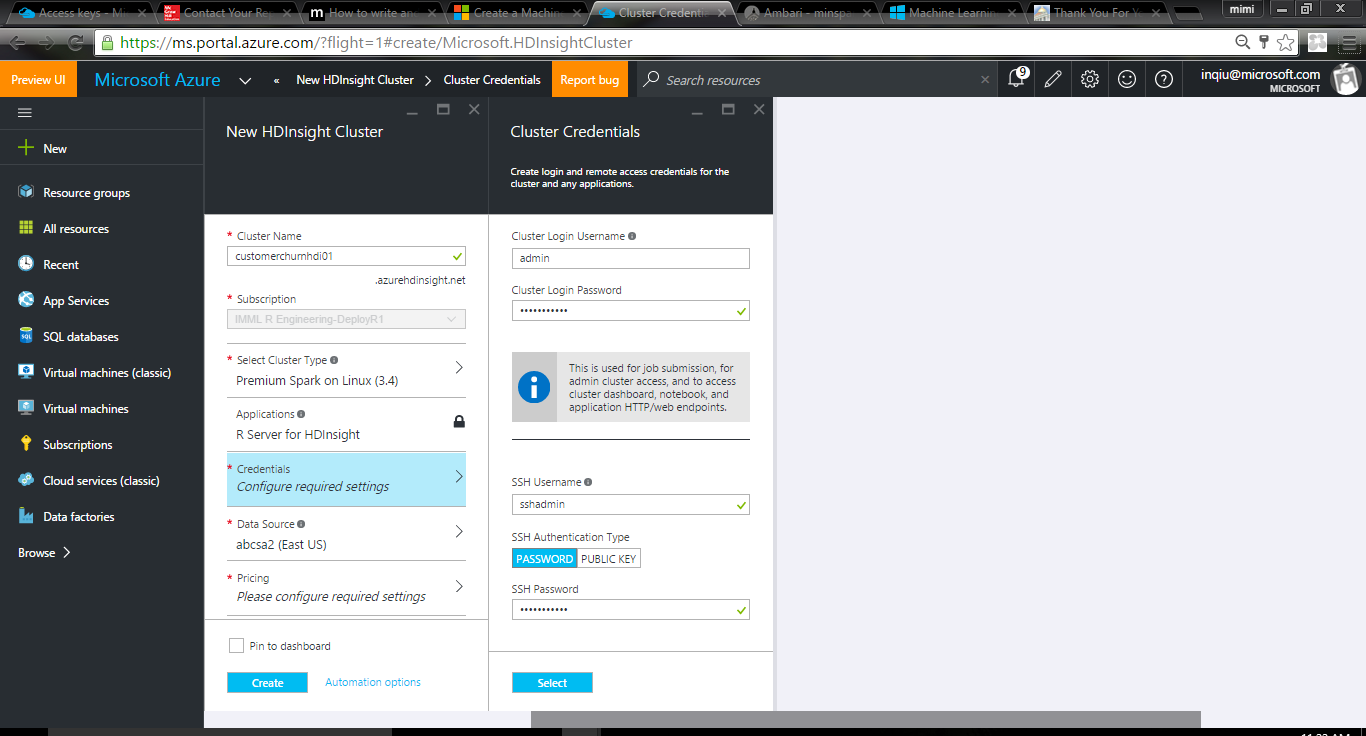 Access keys - Mi
Contact Your Re
How to write an
Create a Machin
Cluster Credenti
Ambari - minspa
Machine Learnin
Thank You For Y
mimi
https://ms.portal.azure.com/?flight=1#create/Microsoft.HDInsightCluster
Preview UI
Microsoft Azure
«
New HDInsight Cluster
Cluster Credentials
Report bug
Search resources
9
inqiu@microsoft.com
MICROSOFT
New
Resource groups
All resources
Recent
App Services
SQL databases
Virtual machines (classic)
Virtual machines
Subscriptions
Cloud services (classic)
Data factories
Browse
New HDInsight Cluster
* Cluster Name
customerchurnhdi01
.azurehdinsight.net
* Subscription
IMML R Engineering-DeployR1
* Select Cluster Type
Premium Spark on Linux (3.4)
Applications
R Server for HDInsight
* Credentials
Configure required settings
* Data Source
abcsa2 (East US)
* Pricing
Please configure required settings
Pin to dashboard
Create
Automation options
Cluster Credentials
Create login and remote access credentials for the
cluster and any applications.
Cluster Login Username
admin
Cluster Login Password
•••••••••••
This is used for job submission, for
admin cluster access, and to access
cluster dashboard, notebook, and
application HTTP/web endpoints.
SSH Username
sshadmin
SSH Authentication Type
PASSWORD
PUBLIC KEY
SSH Password
•••••••••••
Select